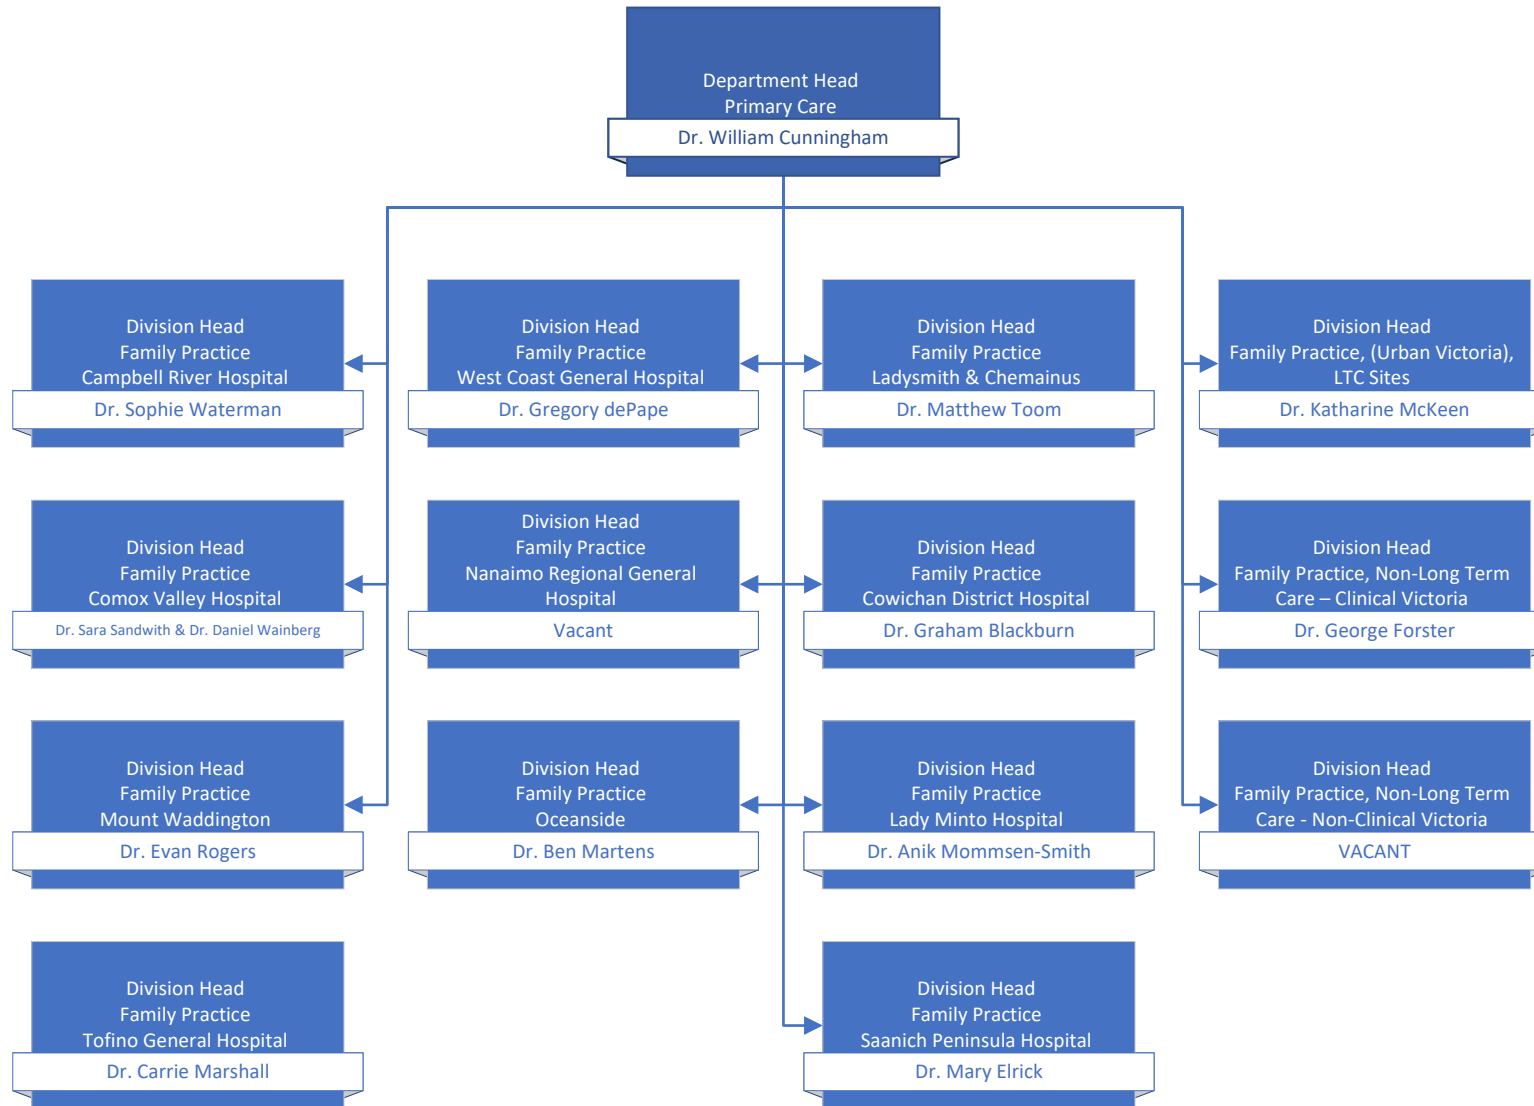 Department Head
Primary Care
Dr. William Cunningham
Division Head
Family Practice
Campbell River Hospital
Dr. Sophie Waterman
Division Head
Family Practice
West Coast General Hospital
Dr. Gregory dePape
Division Head
Family Practice
Ladysmith & Chemainus
Dr. Matthew Toom
Division Head
Family Practice, (Urban Victoria),
LTC Sites
Dr. Katharine McKeen
Division Head
Family Practice
Comox Valley Hospital
Dr. Sara Sandwith & Dr. Daniel Wainberg
Division Head
Family Practice
Nanaimo Regional General
Hospital
Vacant
Division Head
Family Practice
Cowichan District Hospital
Dr. Graham Blackburn
Division Head
Family Practice, Non-Long Term
Care – Clinical Victoria
Dr. George Forster
Division Head
Family Practice
Mount Waddington
Dr. Evan Rogers
Division Head
Family Practice
Oceanside
Dr. Ben Martens
Division Head
Family Practice
Lady Minto Hospital
Dr. Anik Mommsen-Smith
Division Head
Family Practice, Non-Long Term
Care - Non-Clinical Victoria
VACANT
Division Head
Family Practice
Tofino General Hospital
Dr. Carrie Marshall
Division Head
Family Practice
Saanich Peninsula Hospital
Dr. Mary Elrick